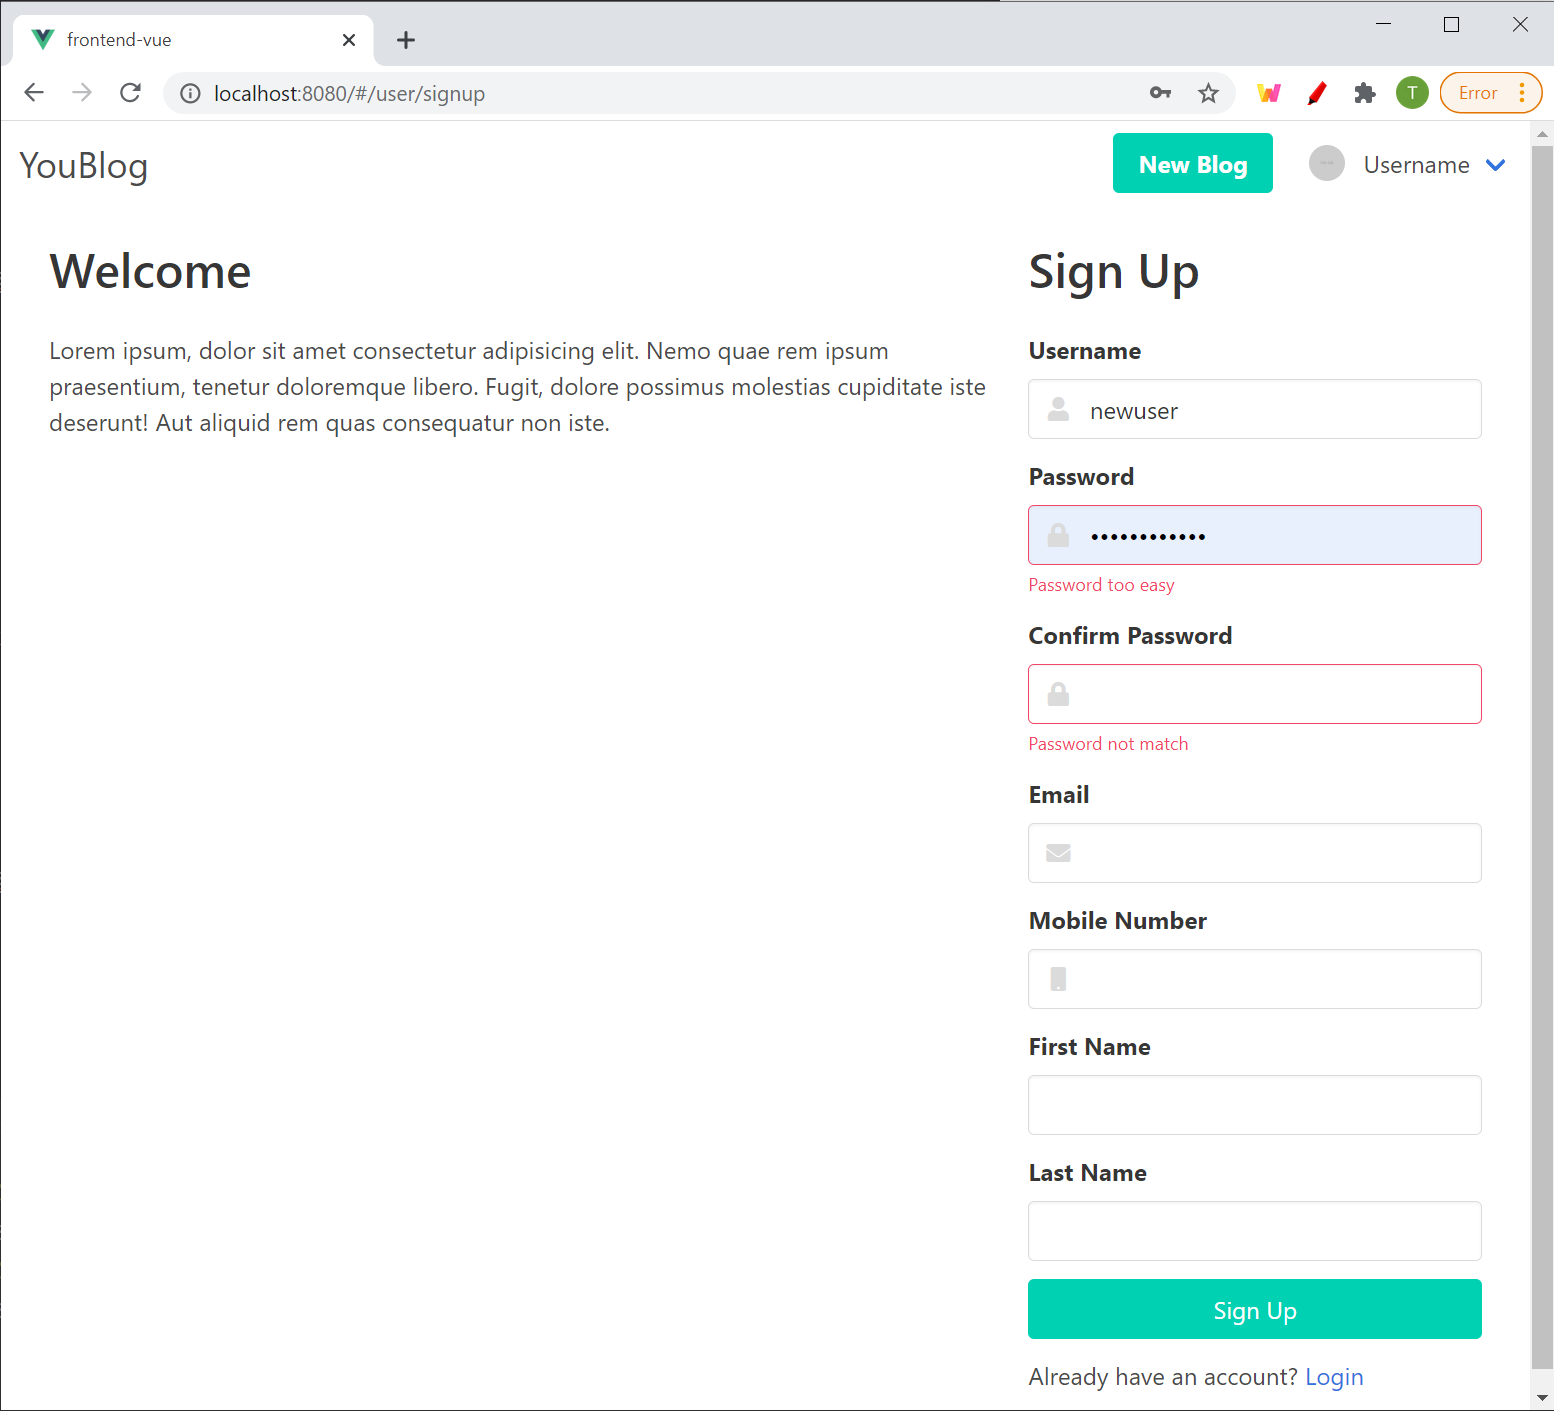 frontend-vue
localhost:8080/#/user/signup
T
Error
YouBlog
New Blog
Username
Welcome
Lorem ipsum, dolor sit amet consectetur adipisicing elit. Nemo quae rem ipsum
praesentium, tenetur doloremque libero. Fugit, dolore possimus molestias cupiditate iste
deserunt! Aut aliquid rem quas consequatur non iste.
Sign Up
Username
newuser
Password
••••••••••••
Password too easy
Confirm Password
Password not match
Email
Mobile Number
First Name
Last Name
Sign Up
Already have an account? Login